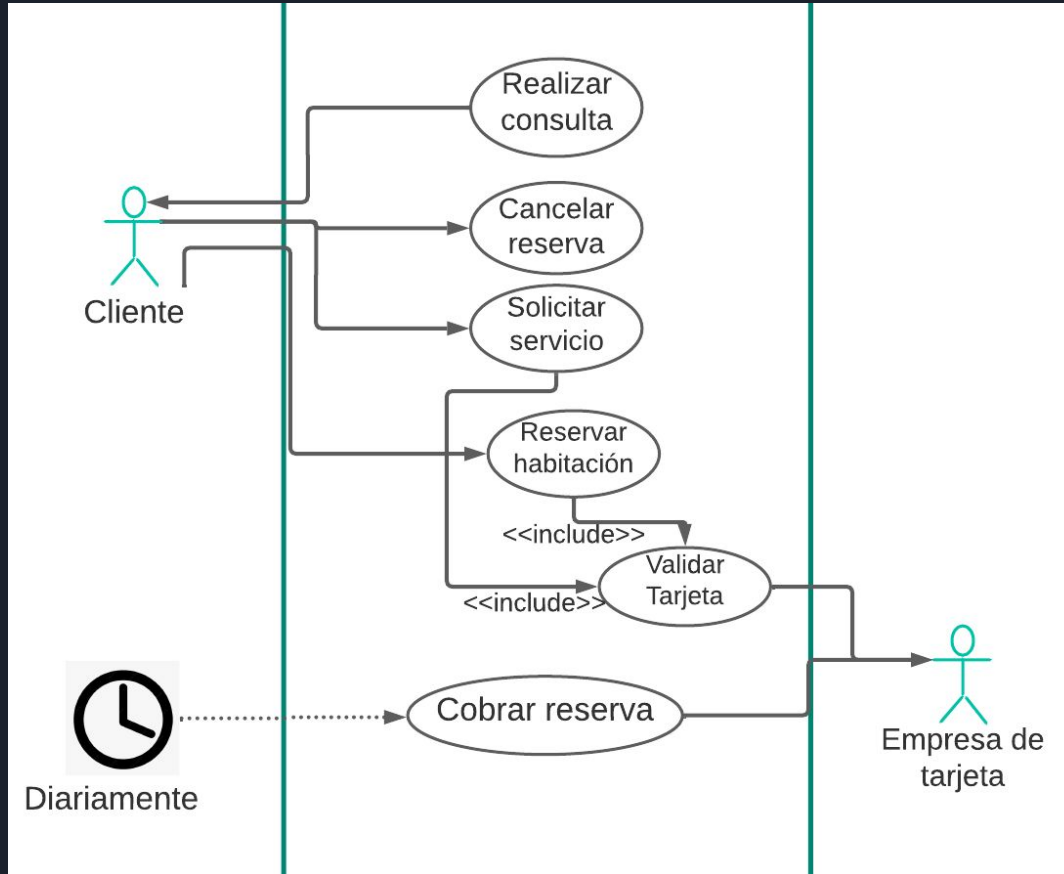 Realizar
consulta
Cancelar
reserva
Cliente
Solicitar
servicio
Reservar
habitación
<<include>>
Validar
Tarjeta
<<include>>
Cobrar reserva
Diariamente
Empresa de
tarjeta